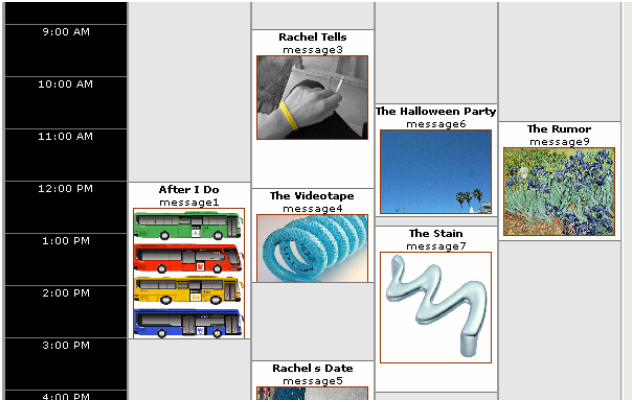 9:00 AM
10:00 AM
11:00 AM
12:00 PM
1:00 PM
2:00 PM
3:00 PM
4:00 PM
After I Do
message1
Rachel Tells
message3
The Videotape
message4
Rachel s Date
message5
The Halloween Party
message6
The Stain
message7
The Rumor
message9